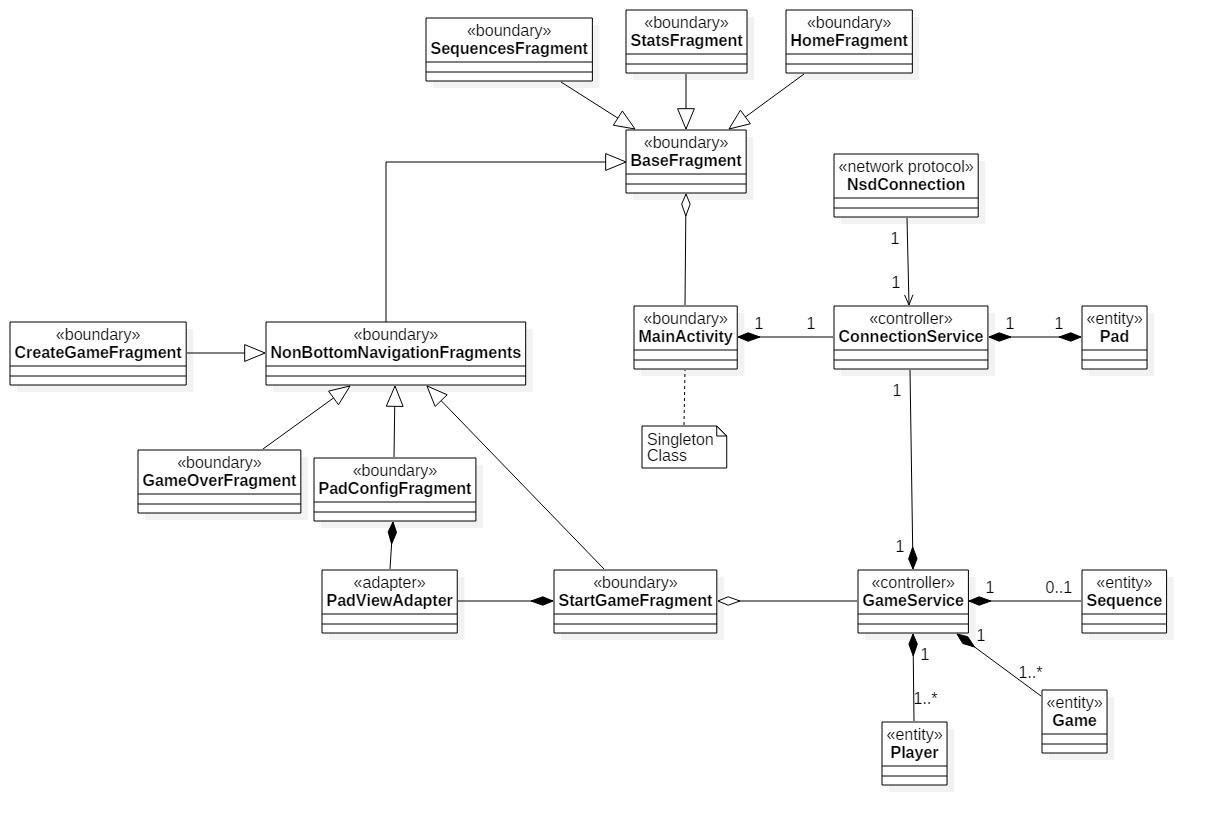 «boundary»
SequencesFragment
«boundary»
StatsFragment
«boundary»
HomeFragment
«boundary»
BaseFragment
«network protocol»
NsdConnection
1
1
«boundary»
CreateGameFragment
«boundary»
NonBottomNavigationFragments
«boundary»
MainActivity
1
1
«controller»
ConnectionService
1
1
«entity»
Pad
1
Singleton
Class
«boundary»
GameOverFragment
«boundary»
PadConfigFragment
1
«adapter»
PadViewAdapter
«boundary»
StartGameFragment
«controller»
GameService
1
0..1
«entity»
Sequence
1
1
1..*
1..*
«entity»
Game
«entity»
Player